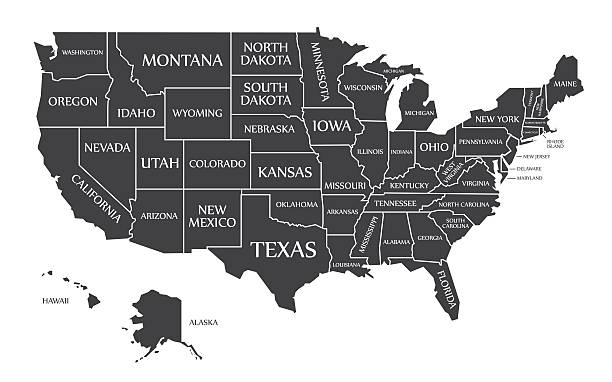 WASHINGTON
MONTANA
NORTH
DAKOTA
MINNESOTA
MICHIGAN
MAINE
OREGON
IDAHO
WYOMING
SOUTH
DAKOTA
WISCONSIN
MICHIGAN
NEW YORK
RHODE
ISLAND
NEVADA
UTAH
COLORADO
NEBRASKA
IOWA
ILLINOIS
INDIANA
OHIO
PENNSYLVANIA
NEW JERSEY
DELAWARE
MARYLAND
CALIFORNIA
KANSAS
MISSOURI
KENTUCKY
WEST
VIRGINIA
VIRGINIA
ARIZONA
NEW
MEXICO
OKLAHOMA
ARKANSAS
TENNESSEE
NORTH CAROLINA
SOUTH
CAROLINA
TEXAS
LOUISIANA
MISSISSIPPI
ALABAMA
GEORGIA
FLORIDA
HAWAII
ALASKA